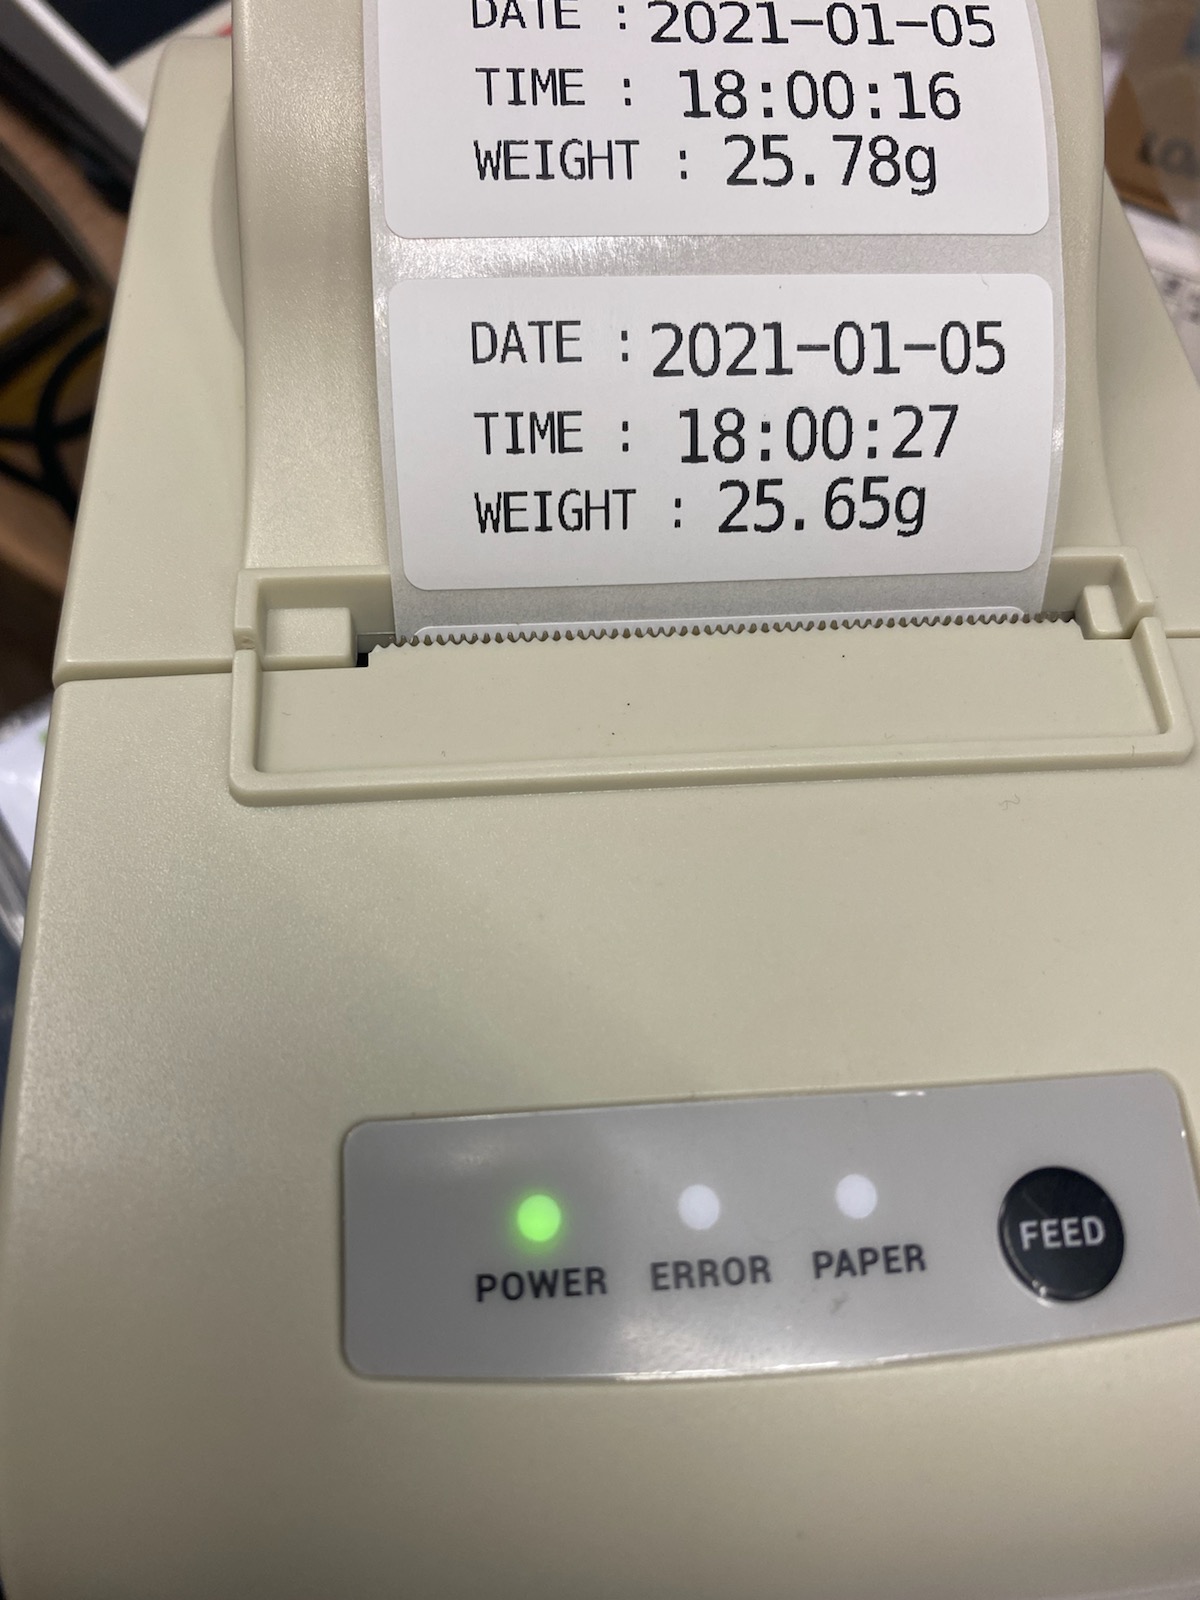 DATE : 2021-01-05
TIME : 18:00:16
WEIGHT : 25.78g
DATE : 2021-01-05
TIME : 18:00:27
WEIGHT : 25.65g
POWER ERROR PAPER FEED